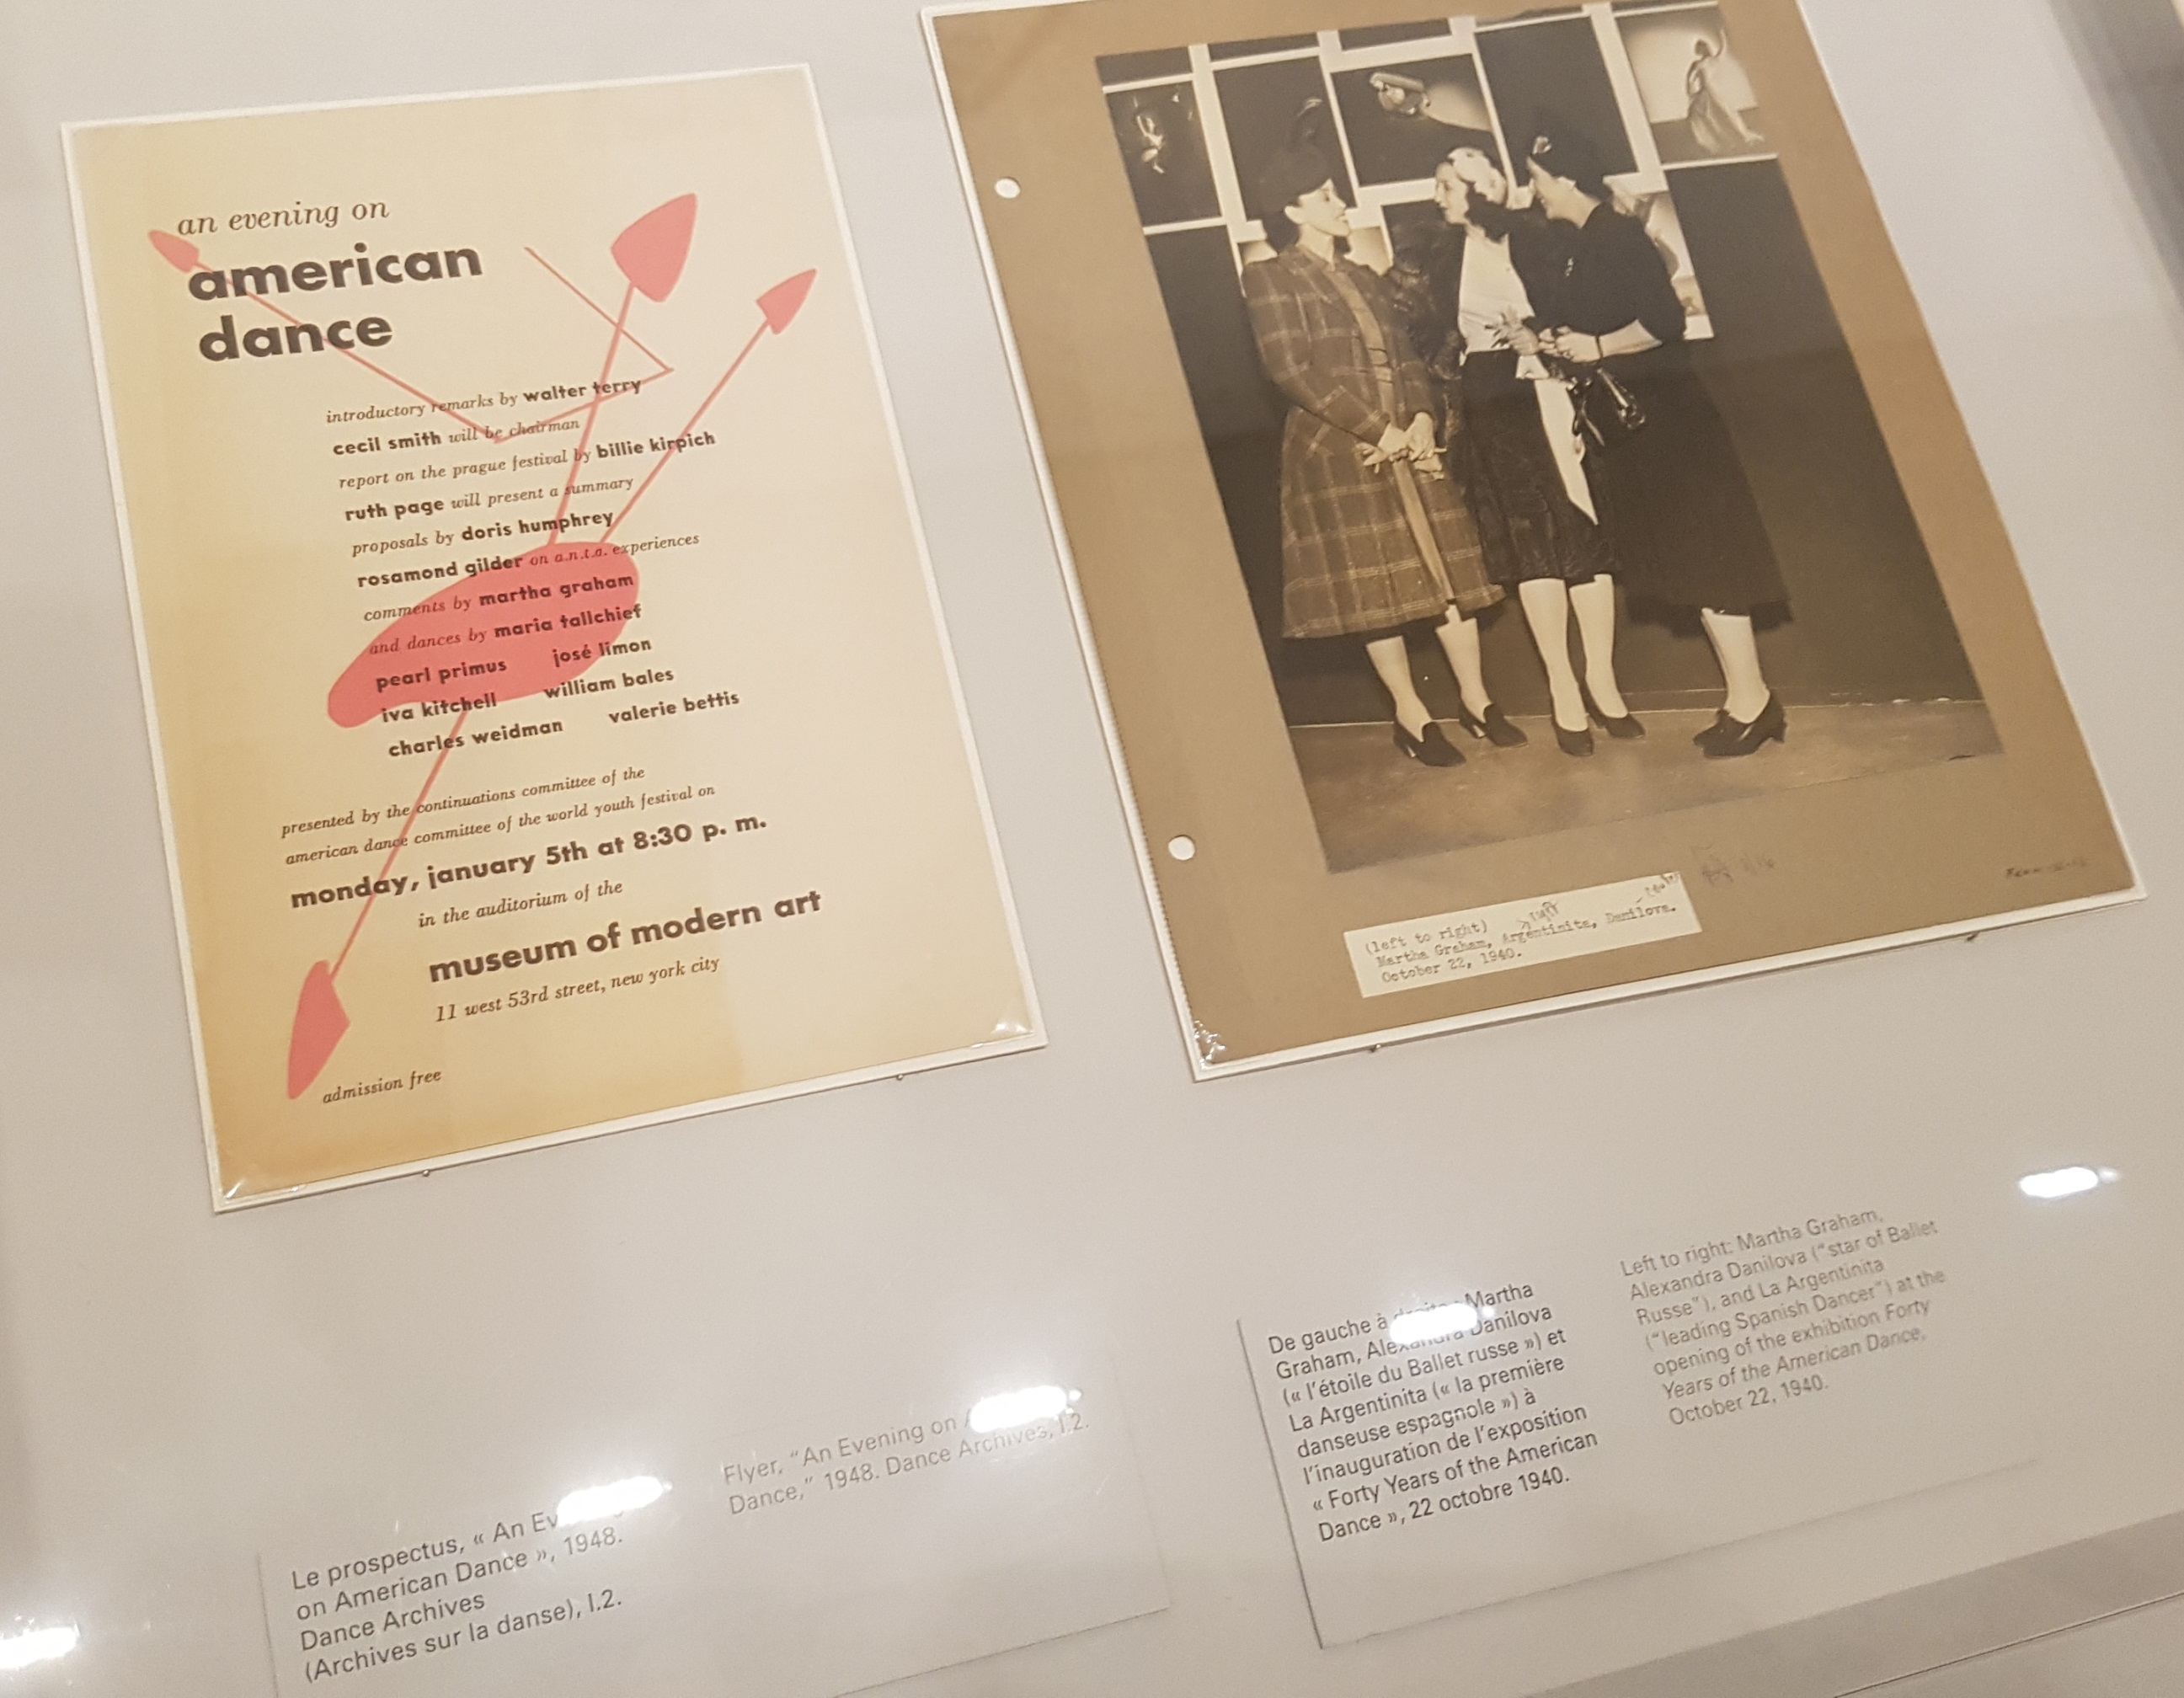 an evening on
american
dance
introductory remarks by walter terry
cecil smith will be chairman
report on the prague festival by billie kirpich
ruth page will present a summary
proposals by doris humphrey
rosamond gilder on a.n.t.a. experiences
comments by martha graham
and dances by maria tallchief
pearl primus josé limon
iva kitchell william bales
charles weidman valerie bettis
presented by the continuations committee of the
american dance committee of the world youth festival on
monday, january 5th at 8:30 p. m.
in the auditorium of the
museum of modern art
11 west 53rd street, new york city
admission free
(left to right)
Martha Graham, Argentinita, Danilova.
October 22, 1940.
Le prospectus, « An
on American Dance », 1948.
Dance Archives
(Archives sur la danse), I.2.
Flyer, “An Evening on
Dance,” 1948. Dance Archives, I.2.
De gauche à Martha
Graham, Danilova
(« l’étoile du Ballet russe ») et
La Argentinita (« la première
danseuse espagnole ») à
l’inauguration de l’exposition
« Forty Years of the American
Dance », 22 octobre 1940.
Left to right: Martha Graham,
Alexandra Danilova (“star of Ballet
Russe”), and La Argentinita
(“leading Spanish Dancer”) at the
opening of the exhibition Forty
Years of the American Dance,
October 22, 1940.